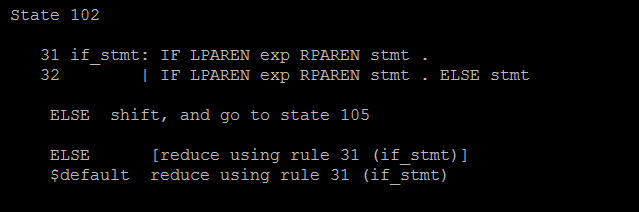 State 102
31 if_stmt: IF LPAREN exp RPAREN stmt .
32 | IF LPAREN exp RPAREN stmt . ELSE stmt
ELSE shift, and go to state 105
ELSE [reduce using rule 31 (if_stmt)]
$default reduce using rule 31 (if_stmt)